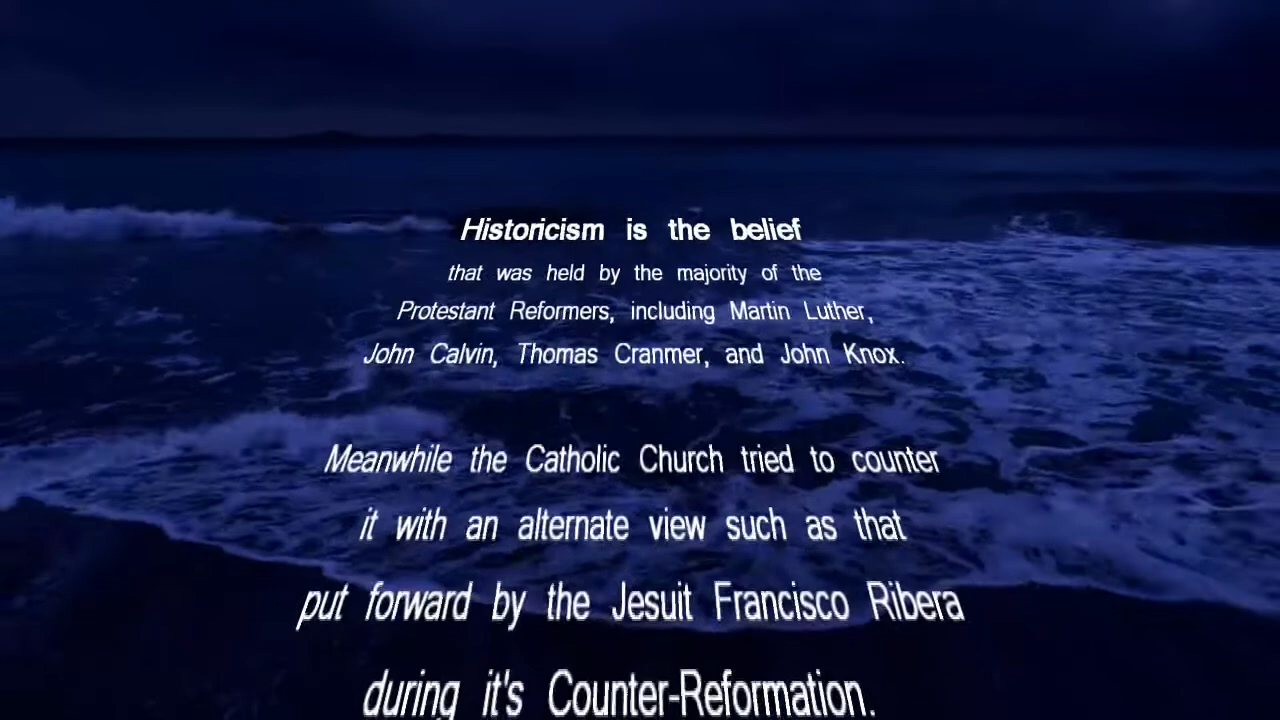 Historicism is the belief
that was held by the majority of the
Protestant Reformers, including Martin Luther,
John Calvin, Thomas Cranmer, and John Knox.
Meanwhile the Catholic Church tried to counter
it with an alternate view such as that
put forward by the Jesuit Francisco Ribera
during it's Counter-Reformation.